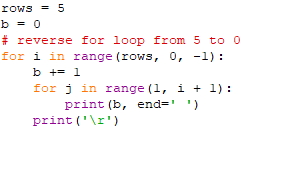 rows = 5
b = 0
# reverse for loop from 5 to 0
for i in range(rows, 0, -1):
    b += 1
    for j in range(1, i + 1):
        print(b, end=' ')
    print('\r')